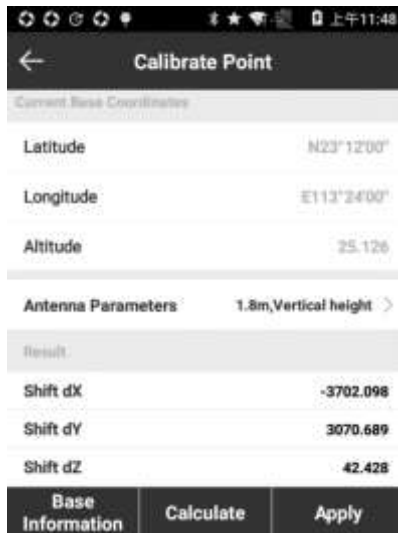 上午11:48
Calibrate Point
Current Base Coordinates
Latitude N23°12'00"
Longitude E113°24'00"
Altitude 25.126
Antenna Parameters 1.8m,Vertical height >
Result
Shift dX -3702.098
Shift dY 3070.689
Shift dZ 42.428
Base Information
Calculate
Apply